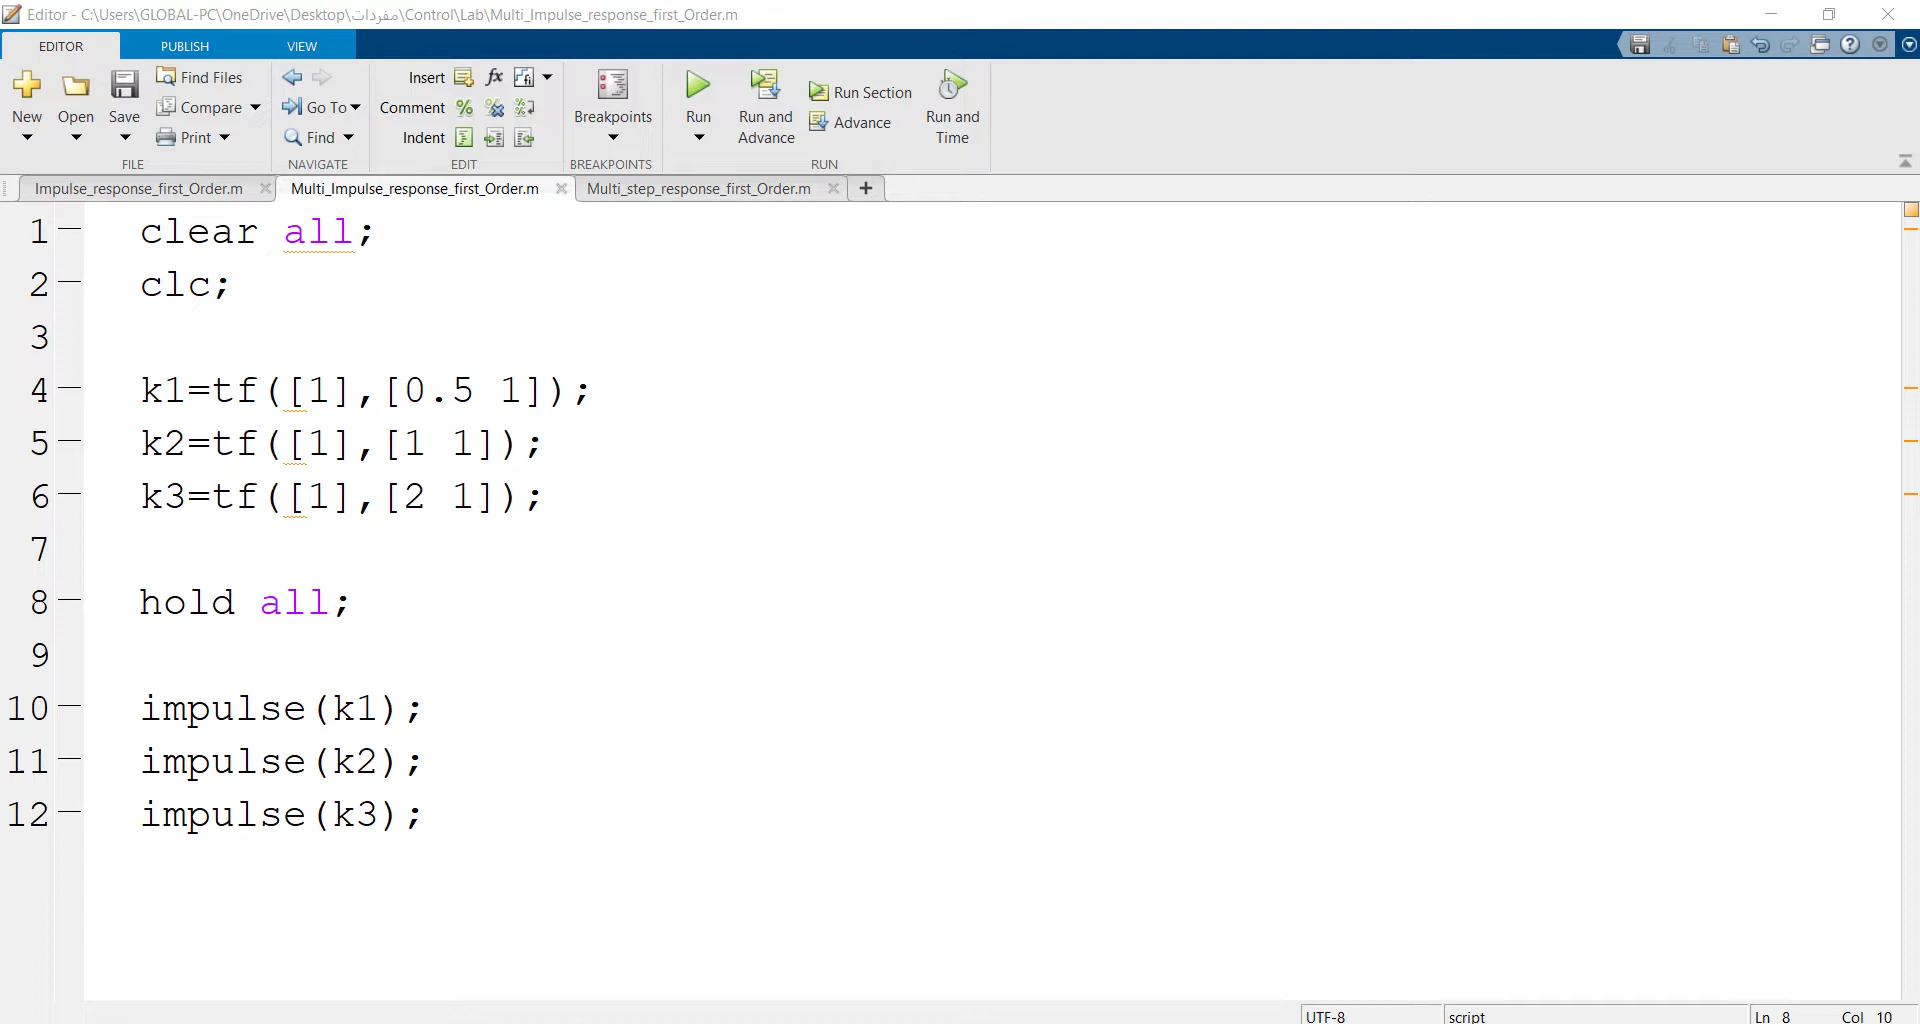 Editor - C:\Users\GLOBAL-PC\OneDrive\Desktop\مفردات\Control\Lab\Multi_Impulse_response_first_Order.m
EDITOR PUBLISH VIEW
New Open Save
Find Files
Compare
Print
FILE
Go To
Find
NAVIGATE
Insert fx
Comment
Indent
EDIT
Breakpoints
BREAKPOINTS
Run
Run and Advance
Run Section
Advance
Run and Time
RUN
Impulse_response_first_Order.m Multi_Impulse_response_first_Order.m Multi_step_response_first_Order.m
1 clear all;
2 clc;
3
4 k1=tf([1],[0.5 1]);
5 k2=tf([1],[1 1]);
6 k3=tf([1],[2 1]);
7
8 hold all;
9
10 impulse(k1);
11 impulse(k2);
12 impulse(k3);
UTF-8 script Ln 8 Col 10